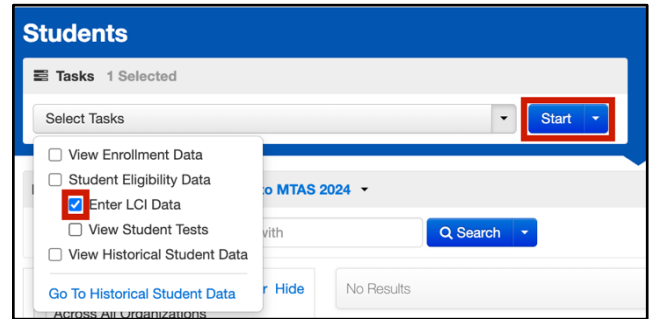 Students
Tasks 1 Selected
Select Tasks
Start
View Enrollment Data
Student Eligibility Data
Enter LCI Data
to MTAS 2024
View Student Tests
with
Search
View Historical Student Data
Go To Historical Student Data
Hide
No Results
Across All Organizations